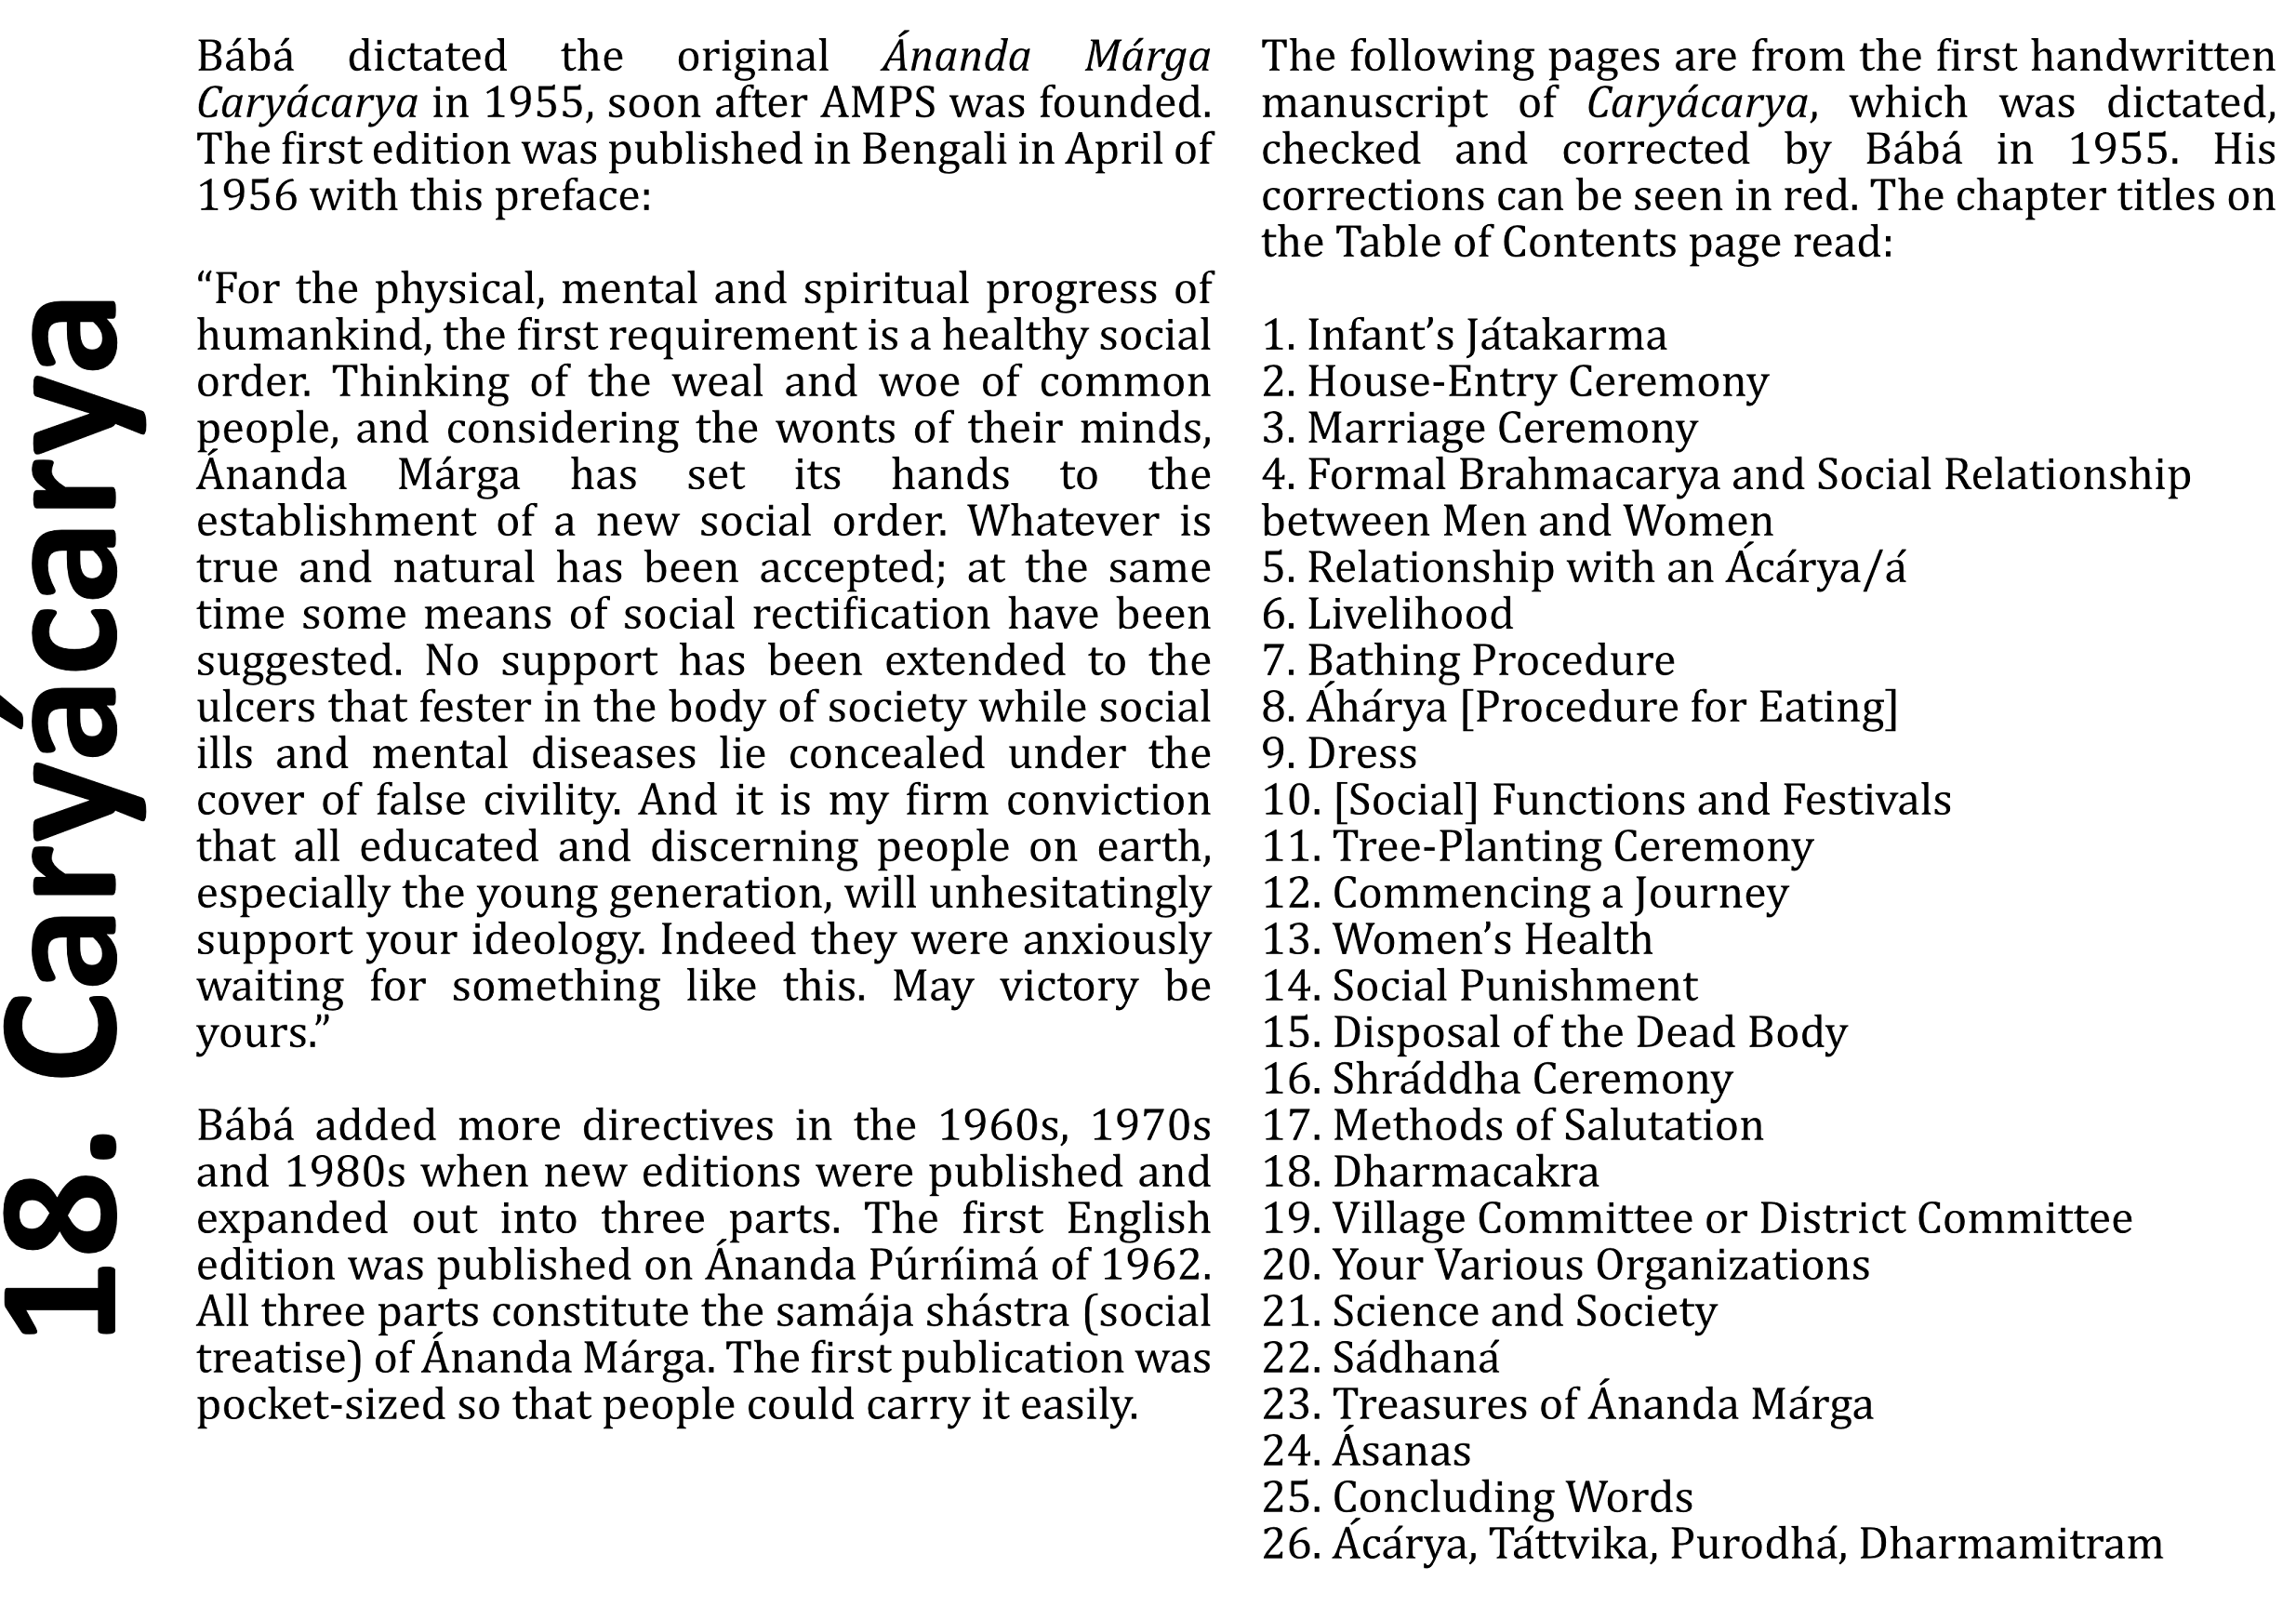 18. Caryácarya
Bábá dictated the original Ánanda Márga
Caryácarya in 1955, soon after AMPS was founded.
The first edition was published in Bengali in April of
1956 with this preface:
“For the physical, mental and spiritual progress of
humankind, the first requirement is a healthy social
order. Thinking of the weal and woe of common
people, and considering the wonts of their minds,
Ánanda Márga has set its hands to the
establishment of a new social order. Whatever is
true and natural has been accepted; at the same
time some means of social rectification have been
suggested. No support has been extended to the
ulcers that fester in the body of society while social
ills and mental diseases lie concealed under the
cover of false civility. And it is my firm conviction
that all educated and discerning people on earth,
especially the young generation, will unhesitatingly
support your ideology. Indeed they were anxiously
waiting for something like this. May victory be
yours.”
Bábá added more directives in the 1960s, 1970s
and 1980s when new editions were published and
expanded out into three parts. The first English
edition was published on Ánanda Púrńimá of 1962.
All three parts constitute the samája shástra (social
treatise) of Ánanda Márga. The first publication was
pocket-sized so that people could carry it easily.
The following pages are from the first handwritten
manuscript of Caryácarya, which was dictated,
checked and corrected by Bábá in 1955. His
corrections can be seen in red. The chapter titles on
the Table of Contents page read:
1. Infant’s Játakarma
2. House-Entry Ceremony
3. Marriage Ceremony
4. Formal Brahmacarya and Social Relationship
between Men and Women
5. Relationship with an Ácárya/á
6. Livelihood
7. Bathing Procedure
8. Áhárya [Procedure for Eating]
9. Dress
10. [Social] Functions and Festivals
11. Tree-Planting Ceremony
12. Commencing a Journey
13. Women’s Health
14. Social Punishment
15. Disposal of the Dead Body
16. Shráddha Ceremony
17. Methods of Salutation
18. Dharmacakra
19. Village Committee or District Committee
20. Your Various Organizations
21. Science and Society
22. Sádhaná
23. Treasures of Ánanda Márga
24. Ásanas
25. Concluding Words
26. Ácárya, Táttvika, Purodhá, Dharmamitram